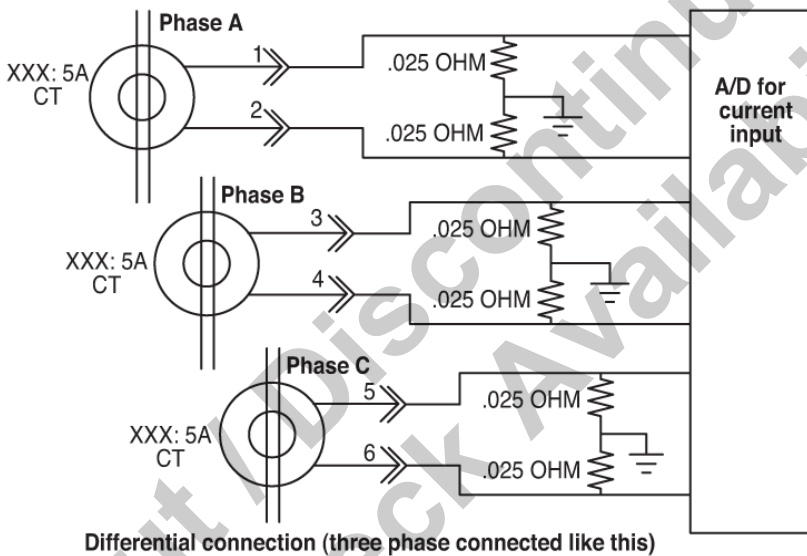 Phase A
XXX: 5A
CT
1
2
.025 OHM
.025 OHM
A/D for
current
input
Phase B
XXX: 5A
CT
3
4
.025 OHM
.025 OHM
Phase C
XXX: 5A
CT
5
6
.025 OHM
.025 OHM
Differential connection (three phase connected like this)